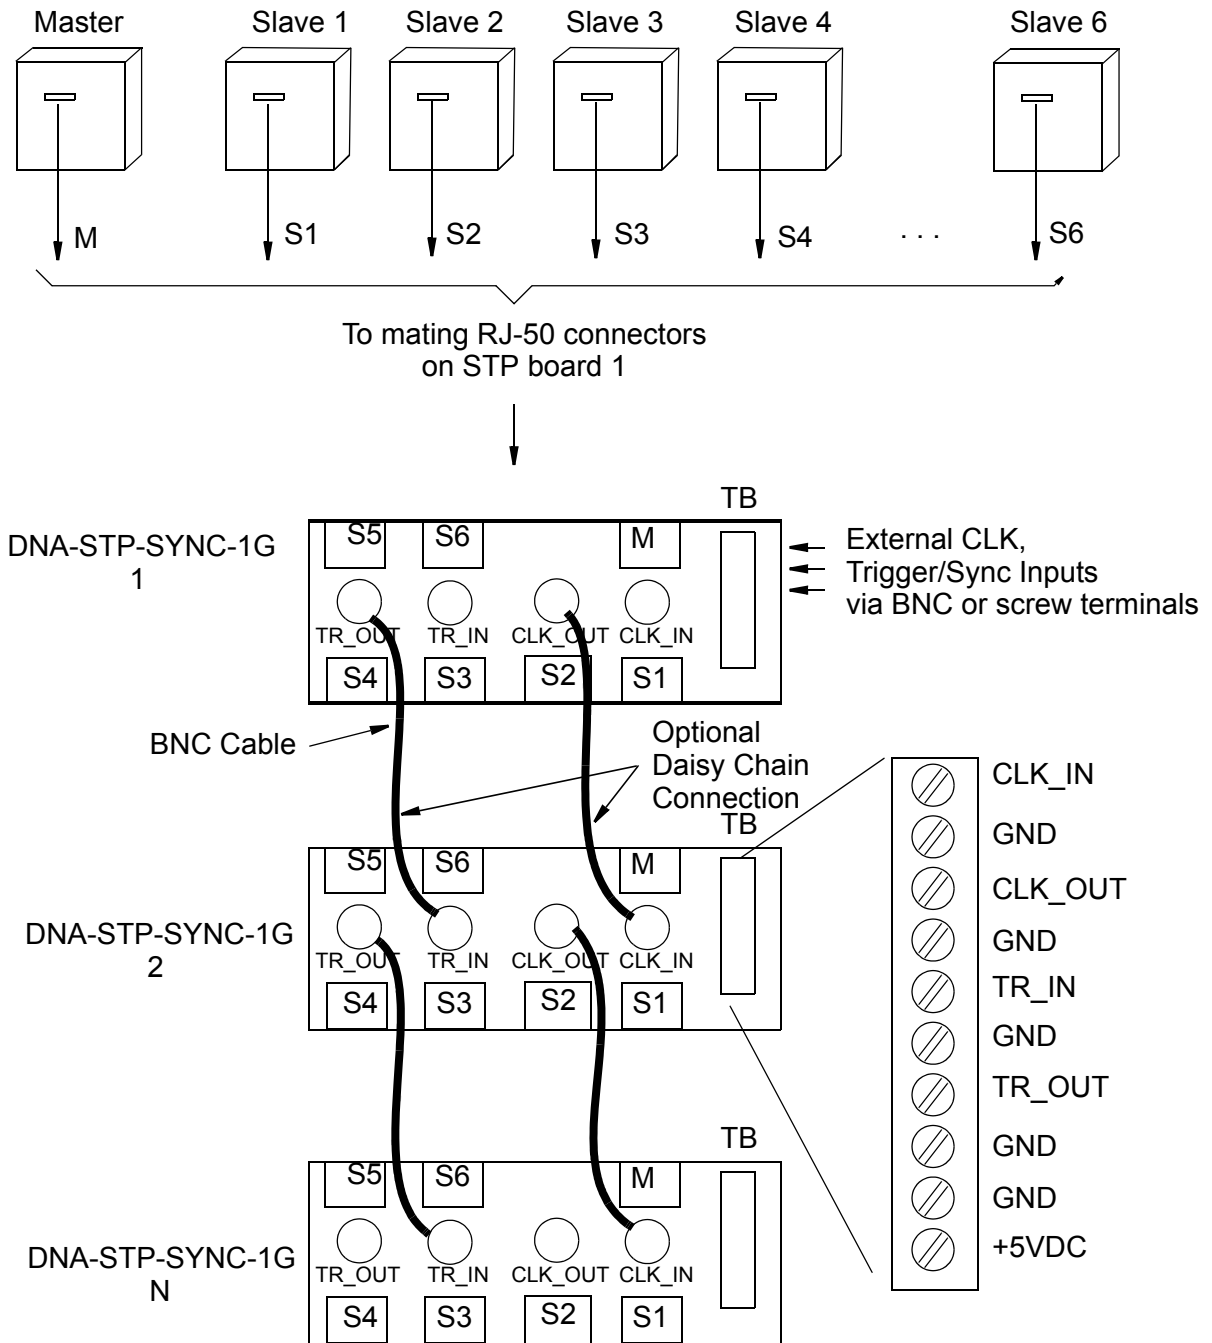 Master Slave 1 Slave 2 Slave 3 Slave 4 Slave 6
M S1 S2 S3 S4 . . . S6
To mating RJ-50 connectors
on STP board 1
TB
DNA-STP-SYNC-1G
1
S5 S6 M
TR_OUT TR_IN CLK_OUT CLK_IN
S4 S3 S2 S1
External CLK,
Trigger/Sync Inputs
via BNC or screw terminals
BNC Cable
Optional
Daisy Chain
Connection
TB
DNA-STP-SYNC-1G
2
S5 S6 M
TR_OUT TR_IN CLK_OUT CLK_IN
S4 S3 S2 S1
CLK_IN
GND
CLK_OUT
GND
TR_IN
GND
TR_OUT
GND
GND
+5VDC
TB
DNA-STP-SYNC-1G
N
S5 S6 M
TR_OUT TR_IN CLK_OUT CLK_IN
S4 S3 S2 S1